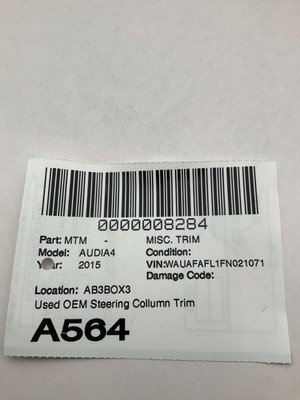 0000008284
Part: MTM - MISC. TRIM
Model: AUDIA4 Condition:
Year: 2015 VIN:WAUAFAFL1FN021071
Damage Code:
Location: AB3BOX3
Used OEM Steering Collumn Trim
A564